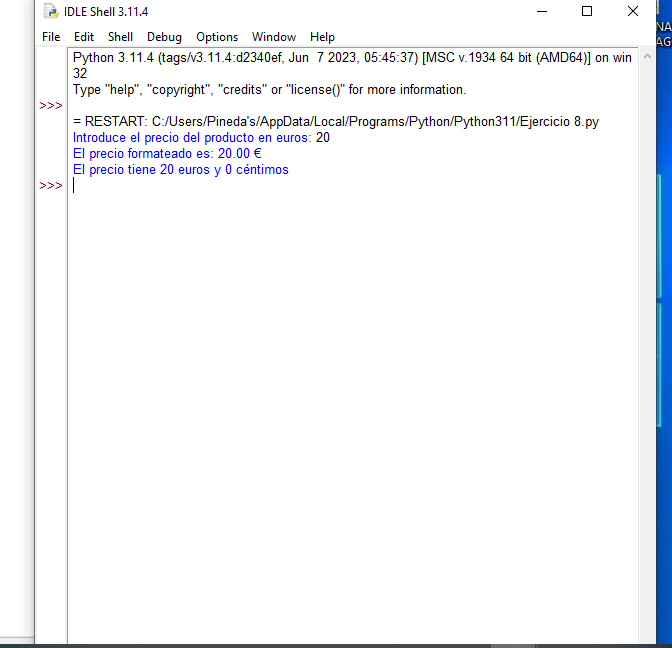 IDLE Shell 3.11.4
File Edit Shell Debug Options Window Help
Python 3.11.4 (tags/v3.11.4:d2340ef, Jun  7 2023, 05:45:37) [MSC v.1934 64 bit (AMD64)] on win
32
Type "help", "copyright", "credits" or "license()" for more information.
>>>
= RESTART: C:/Users/Pineda's/AppData/Local/Programs/Python/Python311/Ejercicio 8.py
Introduce el precio del producto en euros: 20
El precio formateado es: 20.00 €
El precio tiene 20 euros y 0 céntimos
>>>
NA
AG